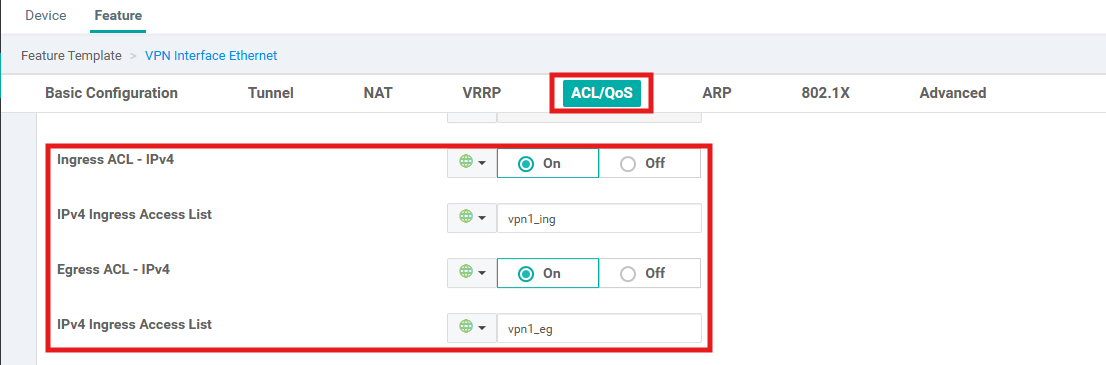 Device Feature
Feature Template > VPN Interface Ethernet
Basic Configuration Tunnel NAT VRRP ACL/QoS ARP 802.1X Advanced
Ingress ACL - IPv4 On Off
IPv4 Ingress Access List vpn1_ing
Egress ACL - IPv4 On Off
IPv4 Ingress Access List vpn1_eg